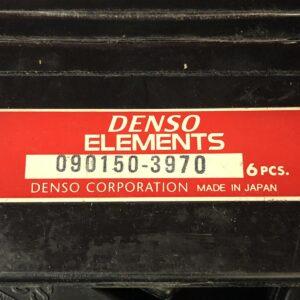 DENSO
ELEMENTS
090150-3970 6 PCS.
DENSO CORPORATION MADE IN JAPAN